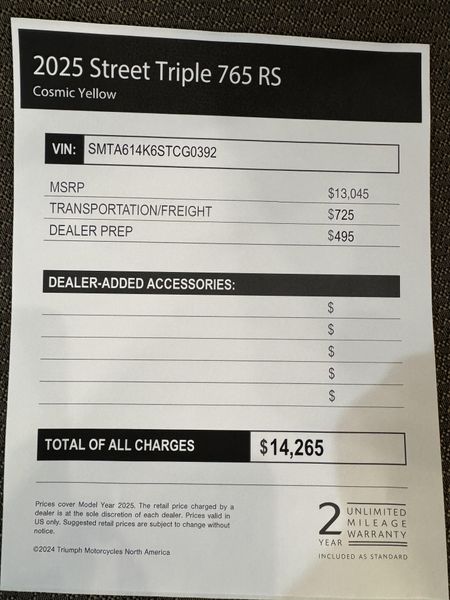 2025 Street Triple 765 RS
Cosmic Yellow
VIN: SMTA614K6STCG0392
MSRP $13,045
TRANSPORTATION/FREIGHT $725
DEALER PREP $495
DEALER-ADDED ACCESSORIES:
$
$
$
$
$
TOTAL OF ALL CHARGES $14,265
Prices cover Model Year 2025. The retail price charged by a
dealer is at the sole discretion of each dealer. Prices valid in
US only. Suggested retail prices are subject to change without
notice.
©2024 Triumph Motorcycles North America
2 YEAR
UNLIMITED
MILEAGE
WARRANTY
INCLUDED AS STANDARD